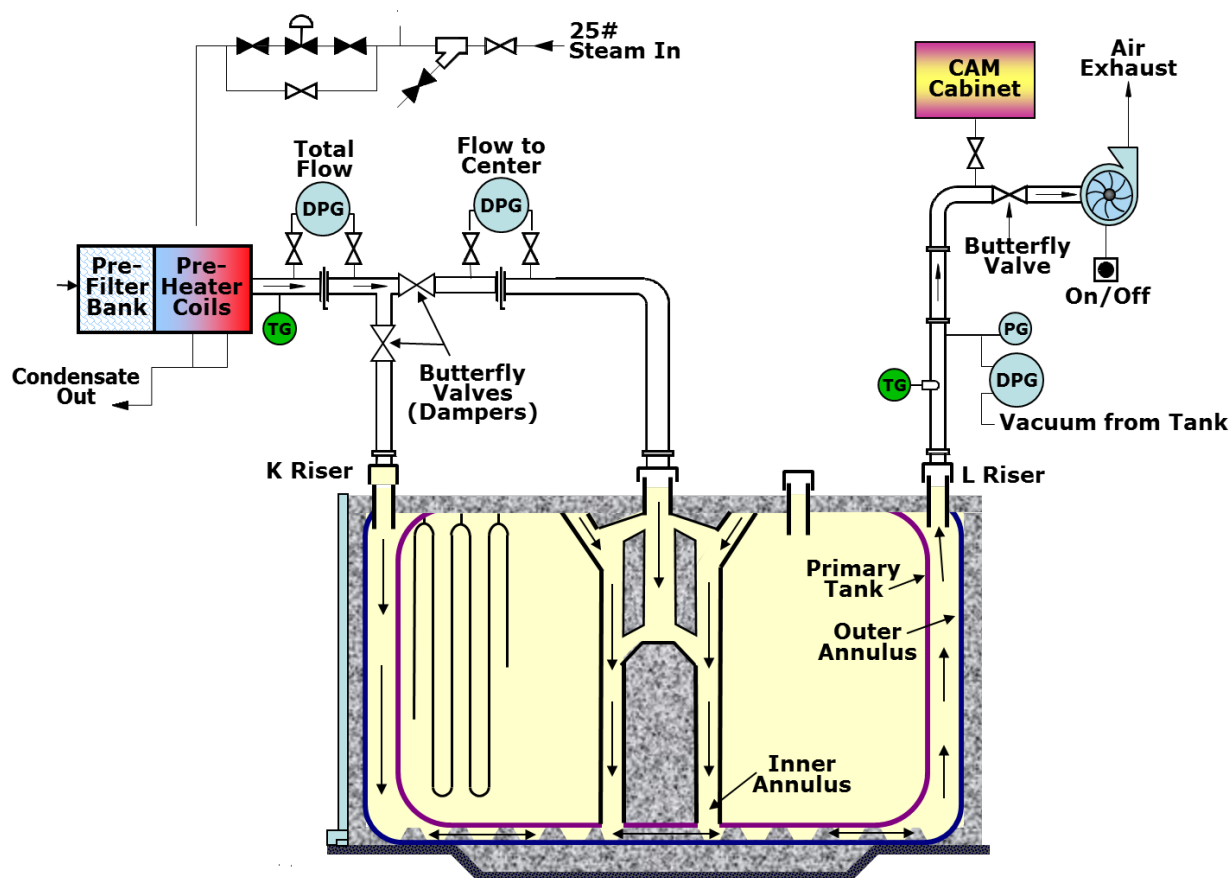 25#
Steam In
CAM
Cabinet
Air
Exhaust
Total
Flow
Flow to
Center
DPG
DPG
Pre-
Filter
Bank
Pre-
Heater
Coils
TG
Butterfly
Valve
On/Off
PG
DPG
TG
Condensate
Out
Butterfly
Valves
(Dampers)
Vacuum from Tank
K Riser
L Riser
Primary
Tank
Outer
Annulus
Inner
Annulus